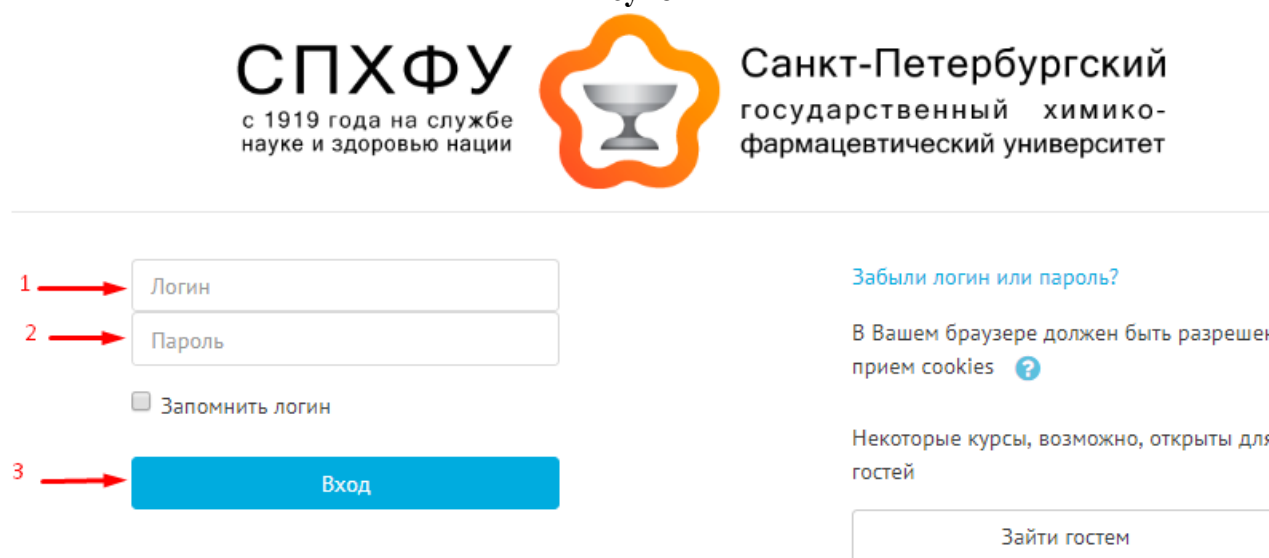 СПХФУ
с 1919 года на службе
науке и здоровью нации
Санкт-Петербургский
государственный химико-
фармацевтический университет
1
Логин
2
Пароль
Запомнить логин
3
Вход
Забыли логин или пароль?
В Вашем браузере должен быть разрешен
прием cookies ?
Некоторые курсы, возможно, открыты для
гостей
Зайти гостем